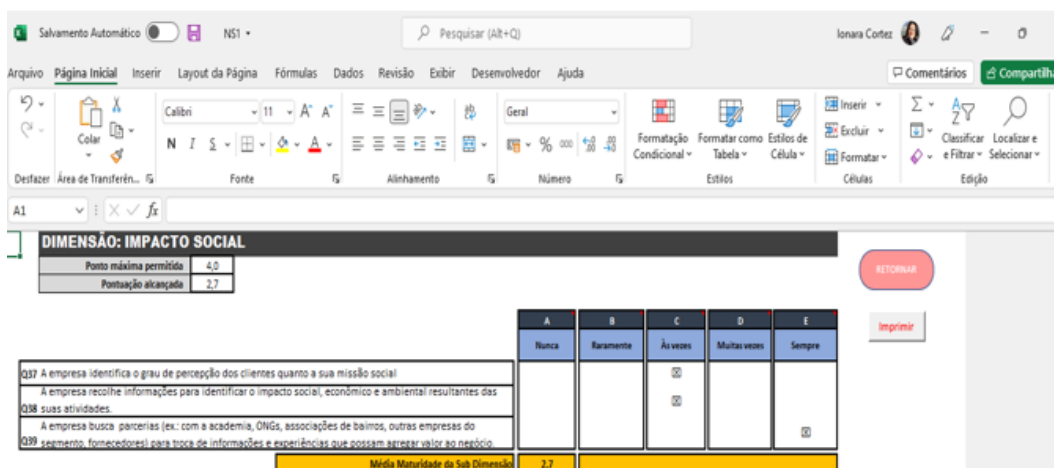 Salvamento Automático NS1 Pesquisar (Alt+Q) Ionara Cortez
Arquivo Página Inicial Inserir Layout da Página Fórmulas Dados Revisão Exibir Desenvolvedor Ajuda Comentários Compartilha
Colar Calibri 11 A A Geral Formatação Condicional Formatar como Tabela Estilos de Célula Inserir Excluir Formatar Classificar e Filtrar Localizar e Selecionar
N I S A % 000
Desfazer Área de Transferên... Fonte Alinhamento Número Estilos Células Edição
A1 fx
DIMENSÃO: IMPACTO SOCIAL
Ponto máxima permitida 4,0
Pontuação alcançada 2,7
RETORNAR
Imprimir
A B C D E
Nunca Raramente Às vezes Muitas vezes Sempre
Q37 A empresa identifica o grau de percepção dos clientes quanto a sua missão social
A empresa recolhe informações para identificar o impacto social, econômico e ambiental resultantes das
Q38 suas atividades.
A empresa busca parcerias (ex.: com a academia, ONGs, associações de bairos, outras empresas do
Q39 segmento, fornecedores) para troca de informações e experiências que possam agregar valor ao negócio.
Média Maturidade da Sub Dimensão 2,7